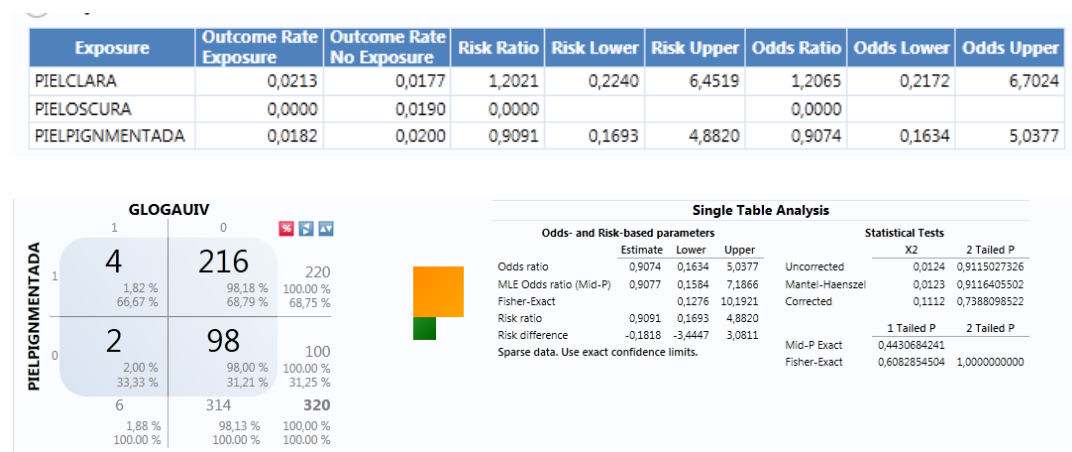 Exposure Outcome Rate Exposure Outcome Rate No Exposure Risk Ratio Risk Lower Risk Upper Odds Ratio Odds Lower Odds Upper
PIELCLARA 0,0213 0,0177 1,2021 0,2240 6,4519 1,2065 0,2172 6,7024
PIELOSCURA 0,0000 0,0190 0,0000 0,0000
PIELPIGNMENTADA 0,0182 0,0200 0,9091 0,1693 4,8820 0,9074 0,1634 5,0377
GLOGAUIV
1 0 %
PIELPIGNMENTADA
1 4 216 220
1,82 % 98,18 % 100.00 %
66,67 % 68,79 % 68,75 %
0 2 98 100
2,00 % 98,00 % 100.00 %
33,33 % 31,21 % 31,25 %
6 314 320
1,88 % 98,13 % 100,00 %
100.00 % 100.00 % 100.00 %
Single Table Analysis
Odds- and Risk-based parameters
Estimate Lower Upper
Odds ratio 0,9074 0,1634 5,0377
MLE Odds ratio (Mid-P) 0,9077 0,1584 7,1866
Fisher-Exact 0,1276 10,1921
Risk ratio 0,9091 0,1693 4,8820
Risk difference -0,1818 -3,4447 3,0811
Sparse data. Use exact confidence limits.
Statistical Tests
X2 2 Tailed P
Uncorrected 0,0124 0,9115027326
Mantel-Haenszel 0,0123 0,9116405502
Corrected 0,1112 0,7388098522
1 Tailed P 2 Tailed P
Mid-P Exact 0,4430684241
Fisher-Exact 0,6082854504 1,0000000000